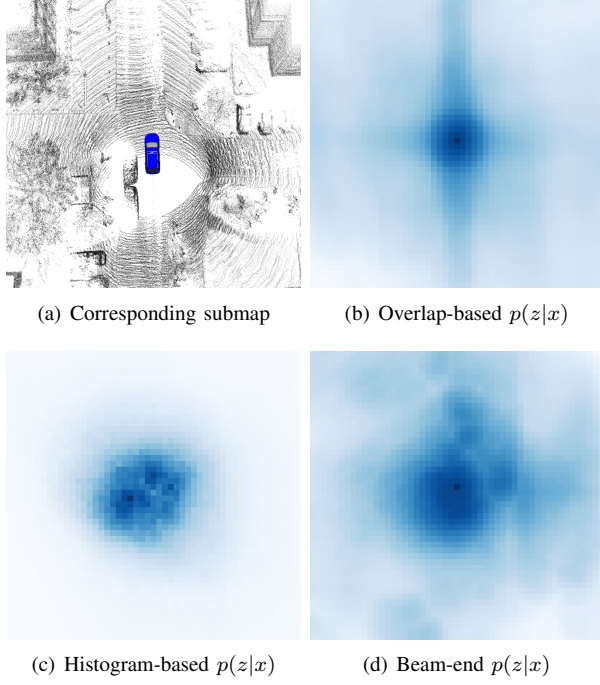 (a) Corresponding submap
(b) Overlap-based p(z|x)
(c) Histogram-based p(z|x)
(d) Beam-end p(z|x)